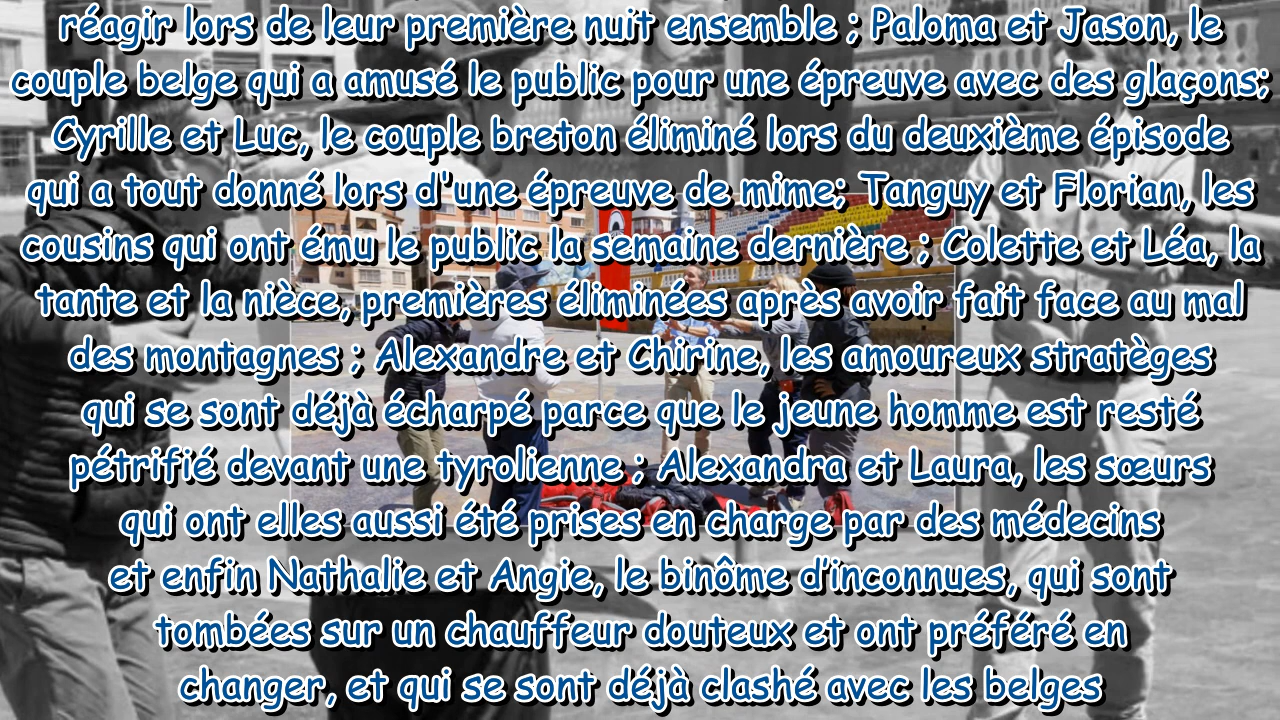 réagir lors de leur première nuit ensemble ; Paloma et Jason, le
couple belge qui a amusé le public pour une épreuve avec des glaçons;
Cyrille et Luc, le couple breton éliminé lors du deuxième épisode
qui a tout donné lors d'une épreuve de mime; Tanguy et Florian, les
cousins qui ont ému le public la semaine dernière ; Colette et Léa, la
tante et la nièce, premières éliminées après avoir fait face au mal
des montagnes ; Alexandre et Chirine, les amoureux stratèges
qui se sont déjà écharpé parce que le jeune homme est resté
pétrifié devant une tyrolienne ; Alexandra et Laura, les sœurs
qui ont elles aussi été prises en charge par des médecins
et enfin Nathalie et Angie, le binôme d’inconnues, qui sont
tombées sur un chauffeur douteux et ont préféré en
changer, et qui se sont déjà clashé avec les belges